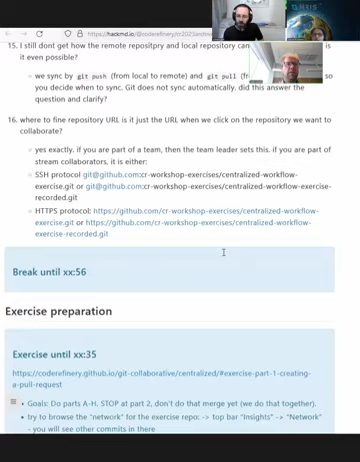 https://hackmd.io/@coderefinery/2023
15. I still dont get how the remote repositpry and local repository can is
it even possible?
we sync by git push (from local to remote) and git pull so
you decide when to sync. Git does not sync automatically. did this answer the
question and clarify?
16. where to fine repository URL is it just the URL when we click on the repository we want
to collaborate?
yes exactly. if you are part of a team, then the team leader sets this. if you are part of
stream collaborators, it is either:
SSH protocol git@github.com:cr-workshop-exercises/centralized-workflow-
exercise.git or git@github.com:cr-workshop-exercises/centralized-workflow-exercise-
recorded.git
HTTPS protocol: https://github.com/cr-workshop-exercises/centralized-workflow-
exercise.git or https://github.com/cr-workshop-exercises/centralized-workflow-
exercise-recorded.git
Break until xx:56
Exercise preparation
Exercise until xx:35
https://coderefinery.github.io/git-collaborative/centralized/#exercise-part-1-creating-
a-pull-request
Goals: Do parts A-H. STOP at part 2, don't do that merge yet (we do that together).
try to browse the "network" for the exercise repo: -> top bar "Insights" -> "Network"
- you will see other commits in there